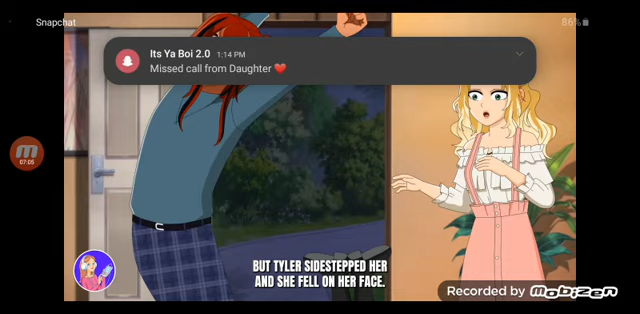 Snapchat
86%
Its Ya Boi 2.0 1:14 PM
Missed call from Daughter ❤️
07:05
BUT TYLER SIDESTEPPED HER
AND SHE FELL ON HER FACE.
Recorded by mobizen